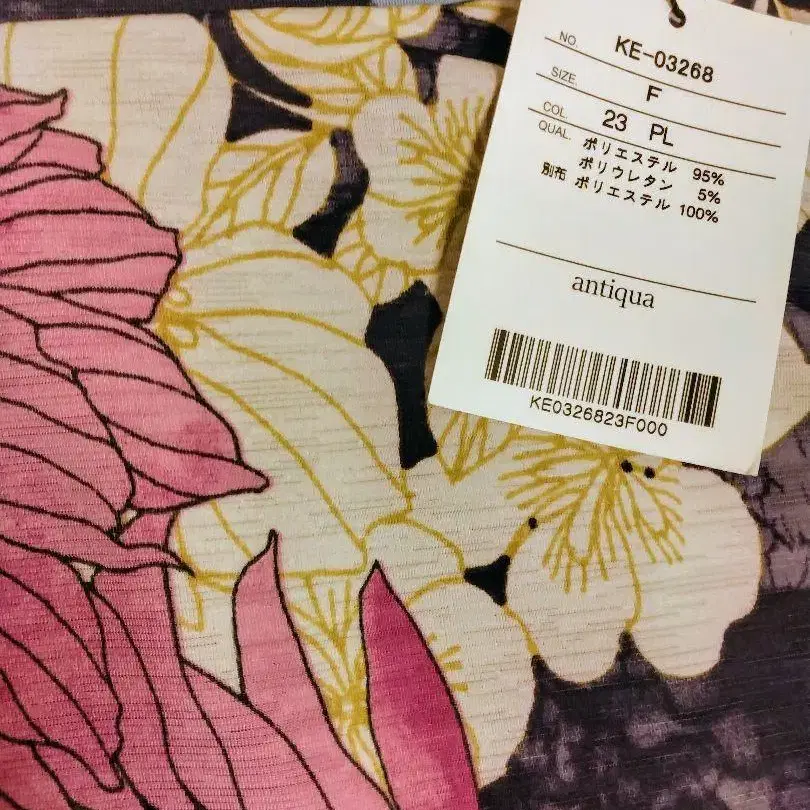 NO. KE-03268
SIZE. F
COL. 23 PL
QUAL. ポリエステル 95%
ポリウレタン 5%
別布 ポリエステル 100%
antiqua
KE0326823F000